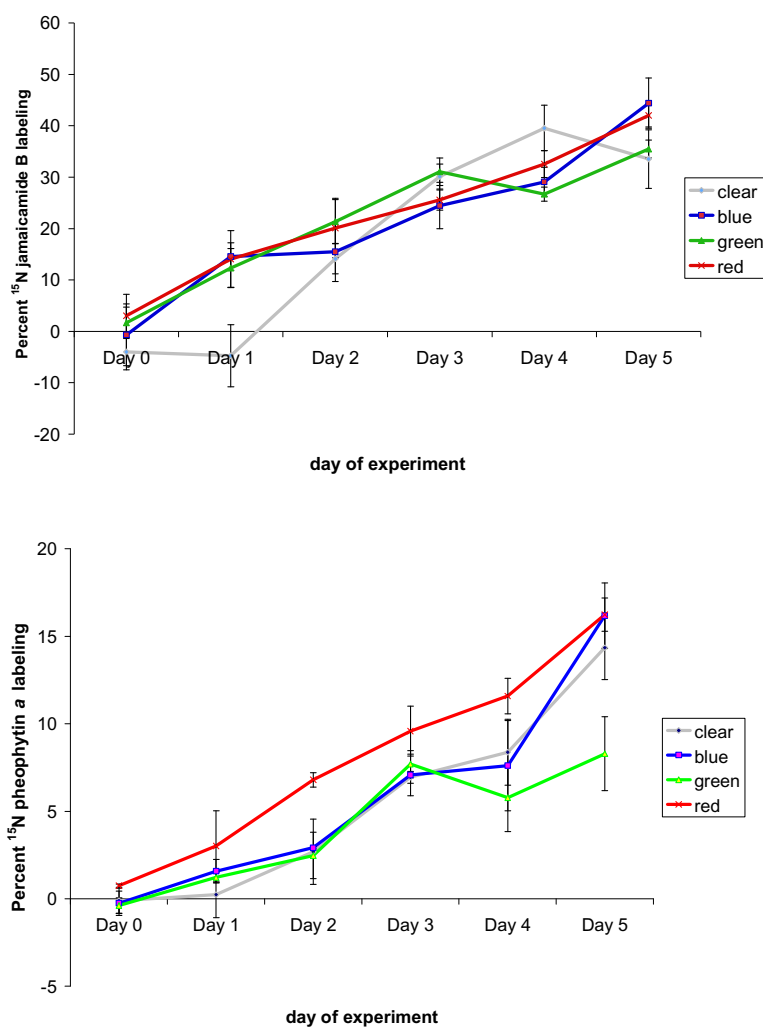 60
50
40
30
20
10
0
-10
-20
Percent ¹⁵N jamaicamide B labeling
Day 0 Day 1 Day 2 Day 3 Day 4 Day 5
day of experiment
clear
blue
green
red
20
15
10
5
0
-5
Percent ¹⁵N pheophytin a labeling
Day 0 Day 1 Day 2 Day 3 Day 4 Day 5
day of experiment
clear
blue
green
red